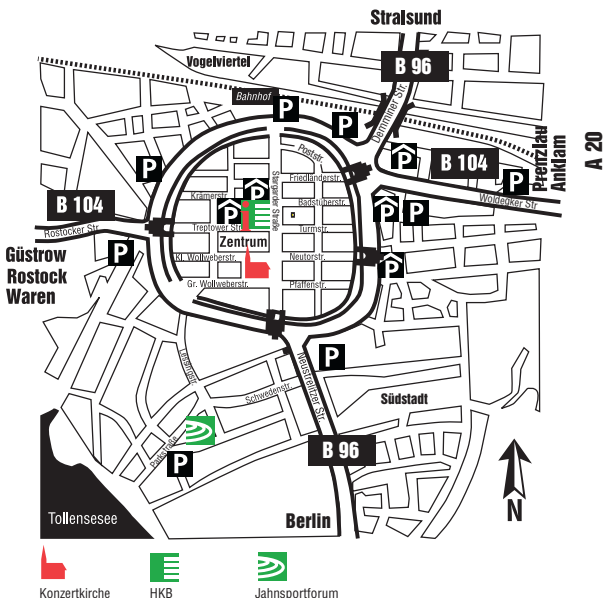 Stralsund
Vogelviertel
B 96
Bahnhof
P
P
Demminer Str.
A 20
Prenzlau
Anklam
P
Poststr.
P
B 104
P
Friedländerstr.
Woldegker Str
Stargarder Straße
Krämerstr.
P
Badstüberstr.
B 104
P
P
P
Rostocker Str
Treptower Str.
Turmstr.
Zentrum
P
Güstrow
Rostock
Waren
Kl. Wollweberstr.
Neutorstr.
P
Gr. Wollweberstr.
Pfaffenstr.
P
Neustrelitzer Str.
Schwedenstr.
Südstadt
Parkstraße
P
B 96
N
Tollensesee
Berlin
Konzertkirche
HKB
Jahnsportforum